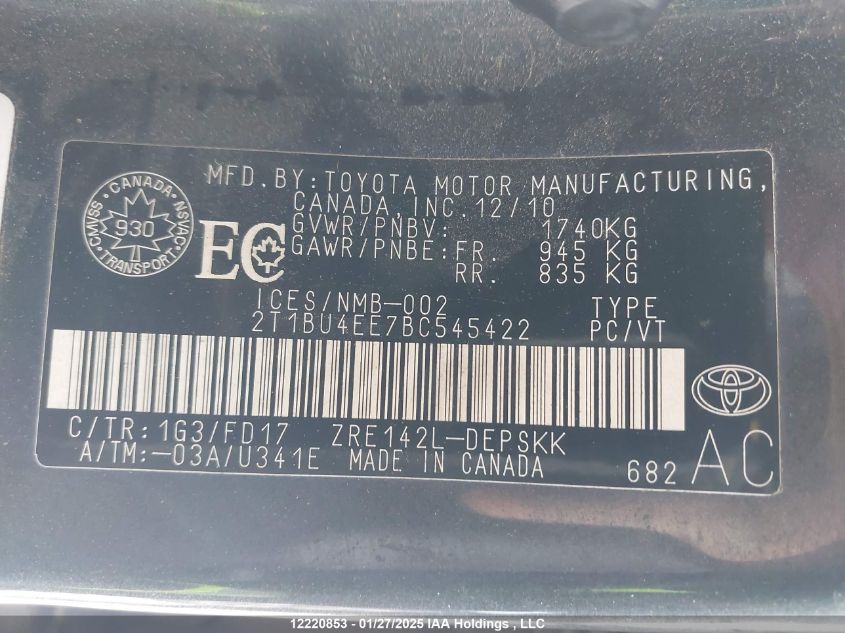 MFD.BY:TOYOTA MOTOR MANUFACTURING,
CANADA,INC.12/10
GVWR/PNBV: 1740KG
GAWR/PNBE:FR. 945 KG
RR. 835 KG
CMVSS · CANADA · NSVAC
930
TRANSPORT
EC
ICES/NMB-002 TYPE
2T1BU4EE7BC545422 PC/VT
C/TR:1G3/FD17 ZRE142L-DEPSKK
A/TM:-03A/U341E MADE IN CANADA
682 AC
12220853 - 01/27/2025 IAA Holdings , LLC